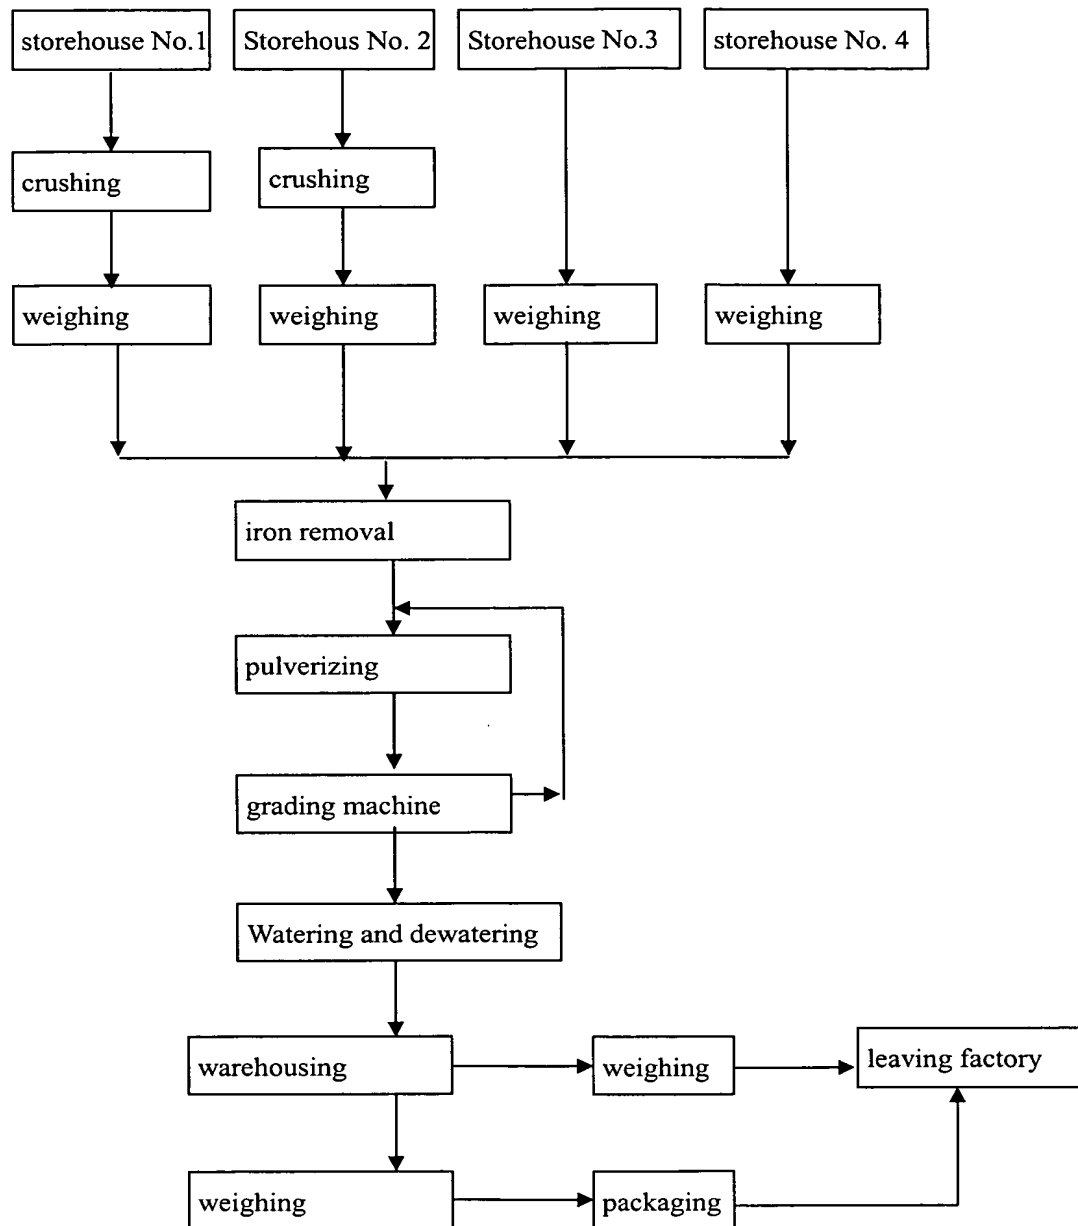 storehouse No.1
Storehous No. 2
Storehouse No.3
storehouse No. 4
crushing
crushing
weighing
weighing
weighing
weighing
iron removal
pulverizing
grading machine
Watering and dewatering
warehousing
weighing
leaving factory
weighing
packaging